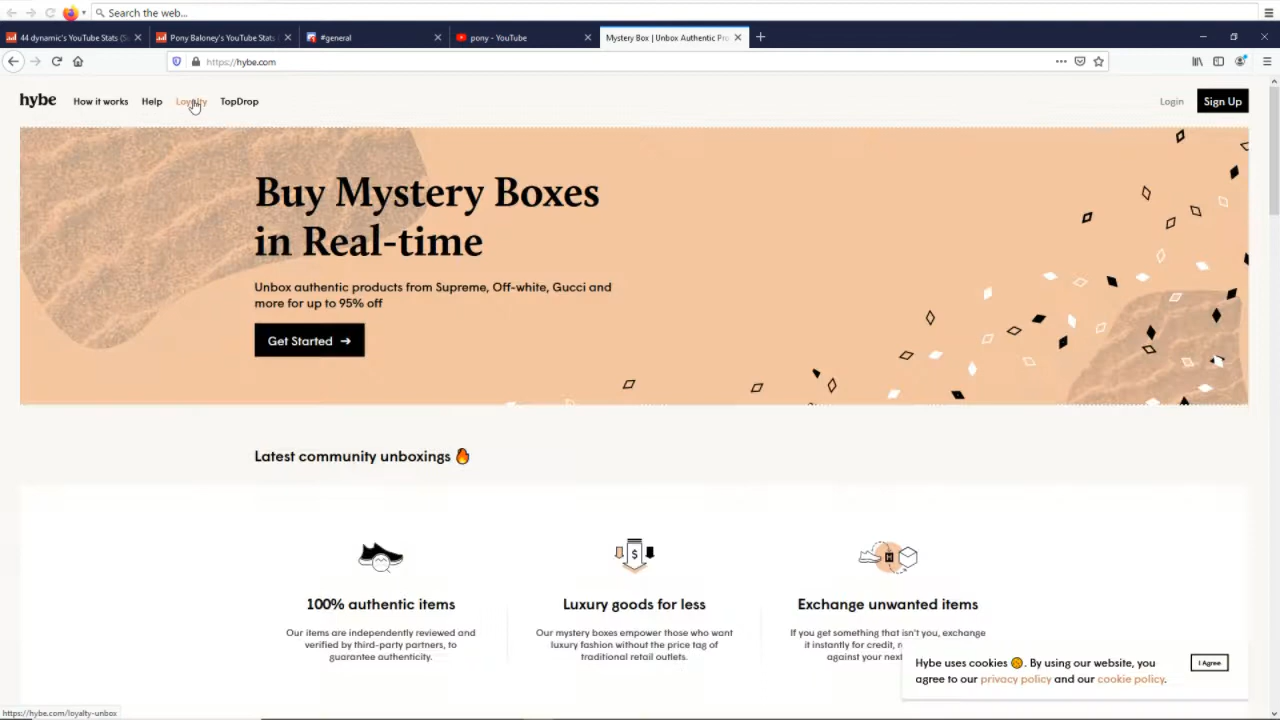 Search the web...
44 dynamic's YouTube Stats (S
Pony Baloney's YouTube Stats
#general
pony - YouTube
Mystery Box | Unbox Authentic Pro
https://hybe.com
hybe
How it works
Help
Loyalty
TopDrop
Login
Sign Up
Buy Mystery Boxes
in Real-time
Unbox authentic products from Supreme, Off-white, Gucci and
more for up to 95% off
Get Started →
Latest community unboxings 🔥
100% authentic items
Our items are independently reviewed and
verified by third-party partners, to
guarantee authenticity.
Luxury goods for less
Our mystery boxes empower those who want
luxury fashion without the price tag of
traditional retail outlets.
Exchange unwanted items
If you get something that isn't you, exchange
it instantly for credit, r
against your next
Hybe uses cookies 🍪. By using our website, you
agree to our privacy policy and our cookie policy.
I Agree
https://hybe.com/loyalty-unbox